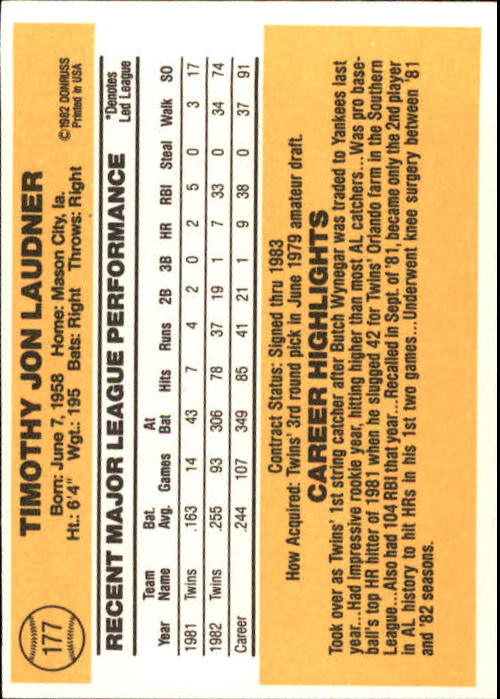 177
TIMOTHY JON LAUDNER
Born: June 7, 1958 Home: Mason City, Ia.
Ht.: 6'4" Wgt.: 195 Bats: Right Throws: Right
©1982 DONRUSS
Printed in USA
RECENT MAJOR LEAGUE PERFORMANCE
*Denotes
Led League
Year Team Name Bat. Avg. Games At Bat Hits Runs 2B 3B HR RBI Steal Walk SO
1981 Twins .163 14 43 7 4 2 0 2 5 0 3 17
1982 Twins .255 93 306 78 37 19 1 7 33 0 34 74
Career .244 107 349 85 41 21 1 9 38 0 37 91
Contract Status: Signed thru 1983
How Acquired: Twins' 3rd round pick in June 1979 amateur draft.
CAREER HIGHLIGHTS
Took over as Twins' 1st string catcher after Butch Wynegar was traded to Yankees last
year...Had impressive rookie year, hitting higher than most AL catchers...Was pro base-
ball's top HR hitter of 1981 when he slugged 42 for Twins' Orlando farm in the Southern
League...Also had 104 RBI that year...Recalled in Sept. of '81, became only the 2nd player
in AL history to hit HRs in his 1st two games...Underwent knee surgery between '81
and '82 seasons.